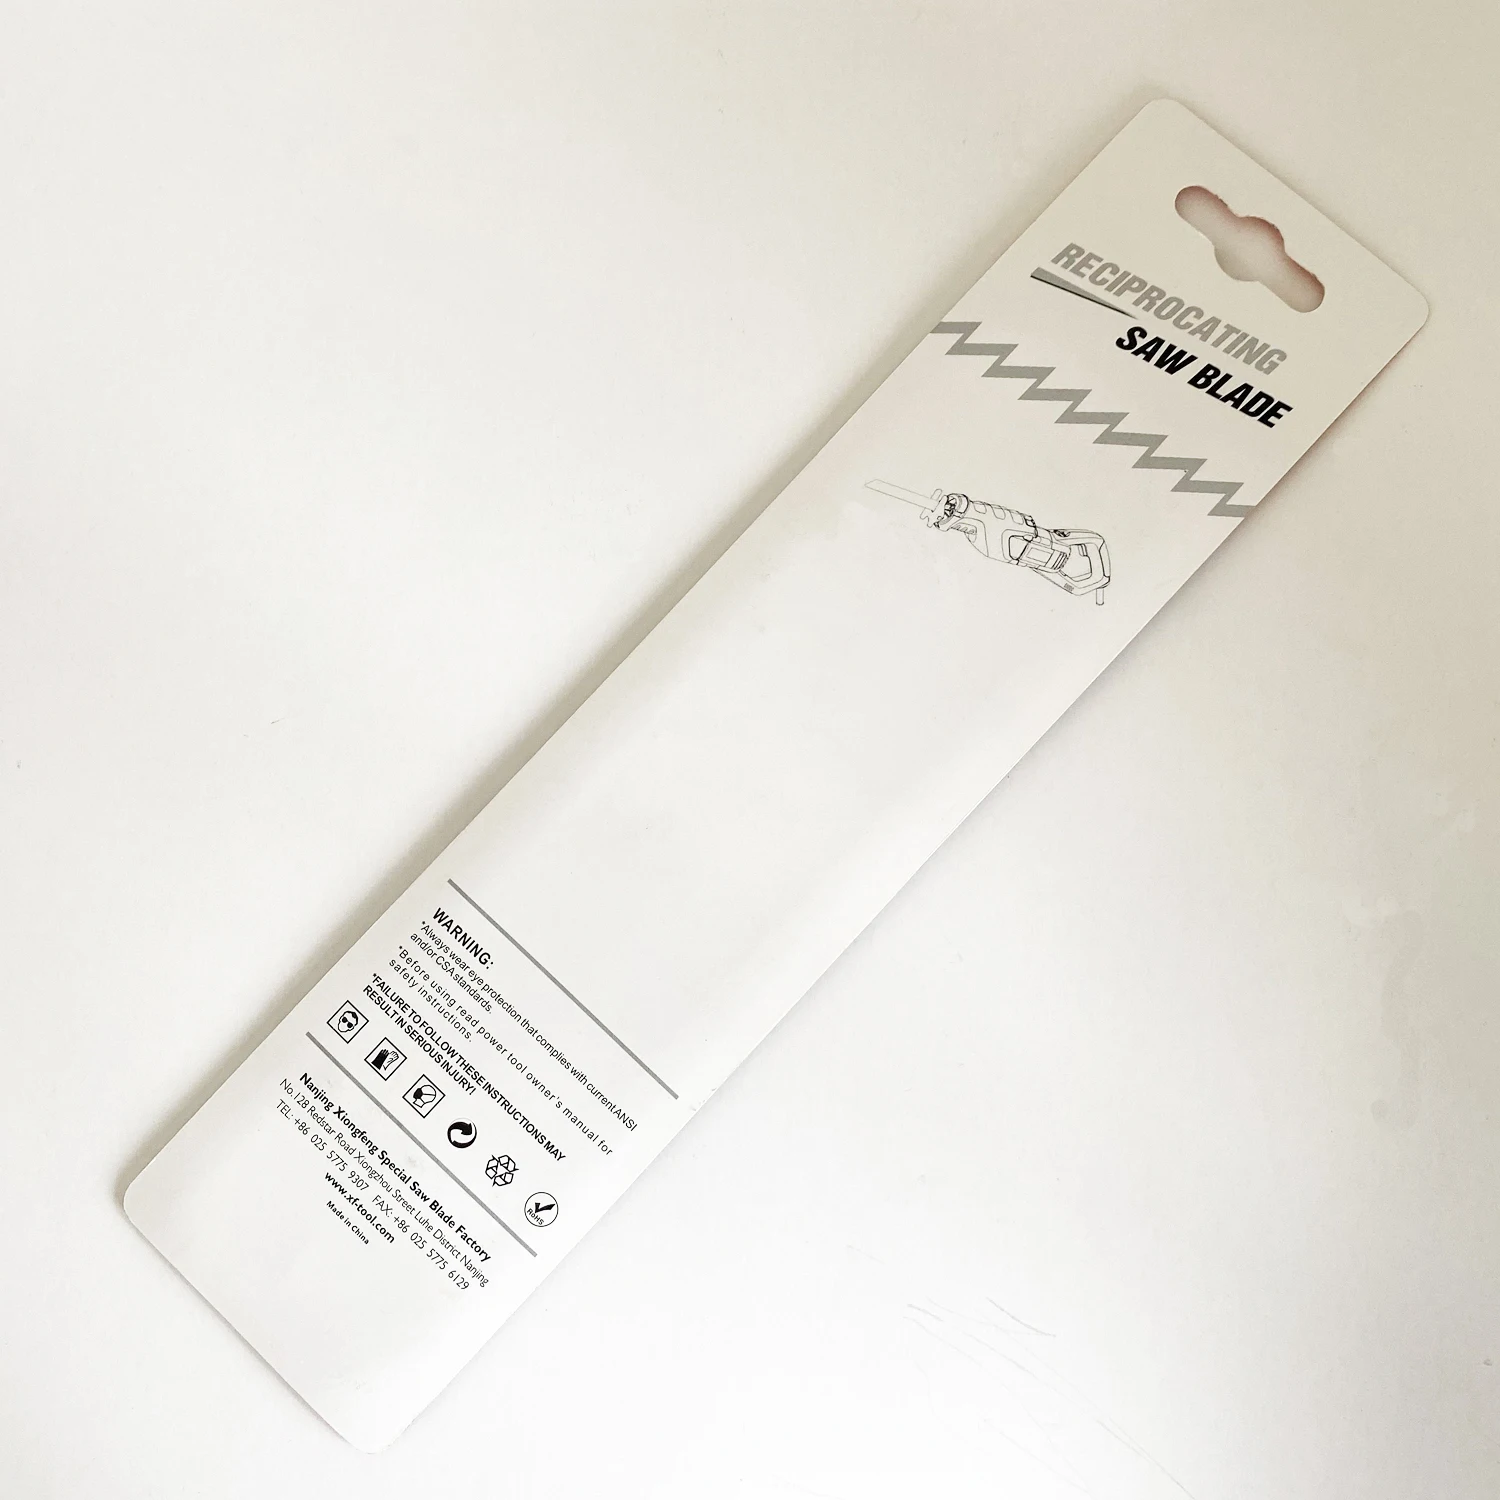 RECIPROCATING
SAW BLADE
WARNING:
*Always wear eye protection that complies with current ANSI
and/or CSA standards.
*Before using read power tool owner's manual for
safety instructions.
*FAILURE TO FOLLOW THESE INSTRUCTIONS MAY
RESULT IN SERIOUS INJURY!
RoHS
Nanjing Xiongfeng Special Saw Blade Factory
No.128 Redstar Road Xiongzhou Street Luhe District Nanjing
TEL: +86 025 5775 9307 FAX: +86 025 5775 6129
www.xf-tool.com
Made in China